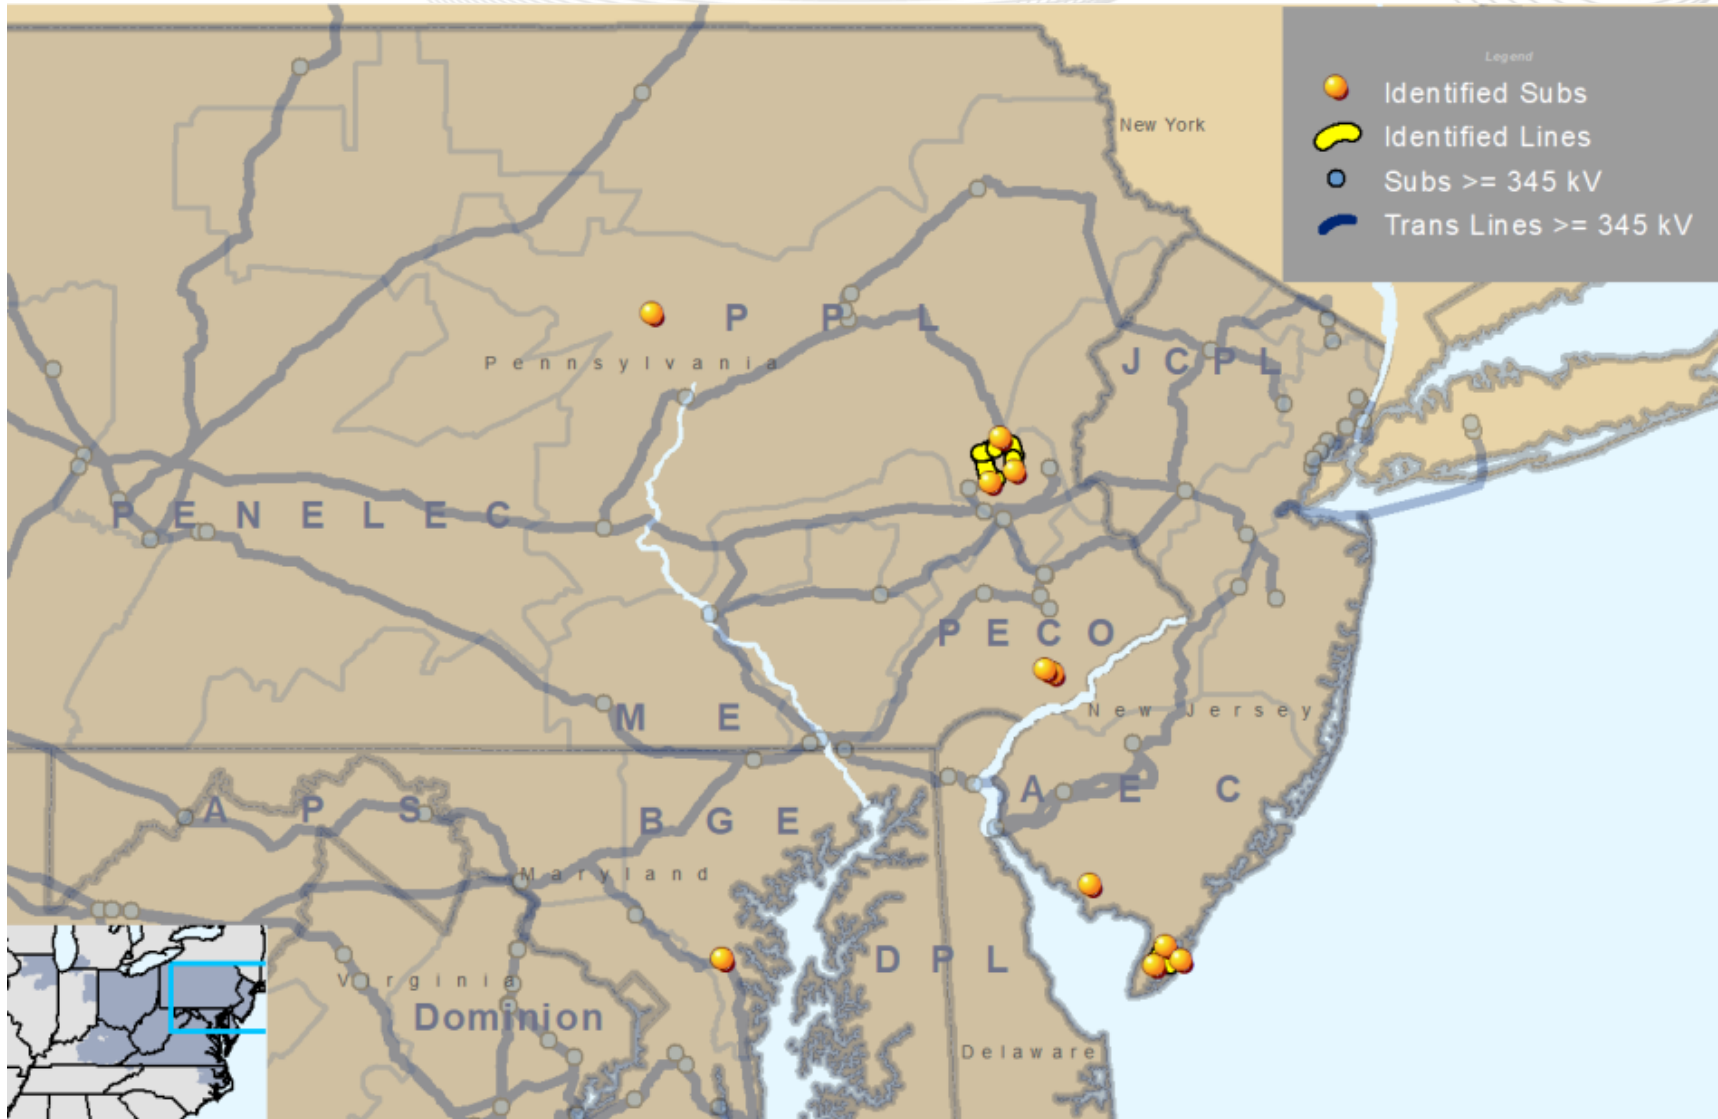 Legend
Identified Subs
Identified Lines
Subs >= 345 kV
Trans Lines >= 345 kV
New York
P P L
Pennsylvania
J C P L
P E N E L E C
P E C O
M E
New Jersey
A P S
B G E
A E C
Maryland
D P L
Virginia
Dominion
Delaware